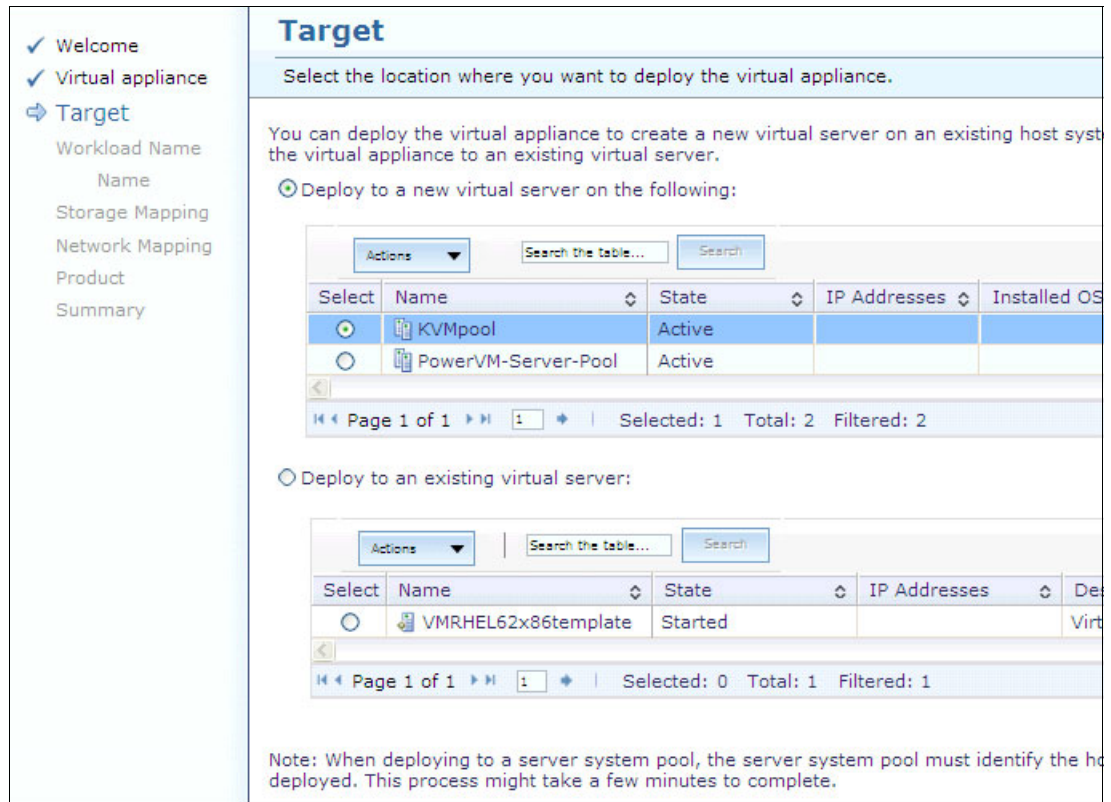 Welcome
Virtual appliance
Target
Workload Name
Name
Storage Mapping
Network Mapping
Product
Summary
Target
Select the location where you want to deploy the virtual appliance.
You can deploy the virtual appliance to create a new virtual server on an existing host syst
the virtual appliance to an existing virtual server.
Deploy to a new virtual server on the following:
Actions Search the table... Search
Select Name State IP Addresses Installed OS
KVMpool Active
PowerVM-Server-Pool Active
Page 1 of 1 1 Selected: 1 Total: 2 Filtered: 2
Deploy to an existing virtual server:
Actions Search the table... Search
Select Name State IP Addresses Des
VMRHEL62x86template Started Virt
Page 1 of 1 1 Selected: 0 Total: 1 Filtered: 1
Note: When deploying to a server system pool, the server system pool must identify the ho
deployed. This process might take a few minutes to complete.